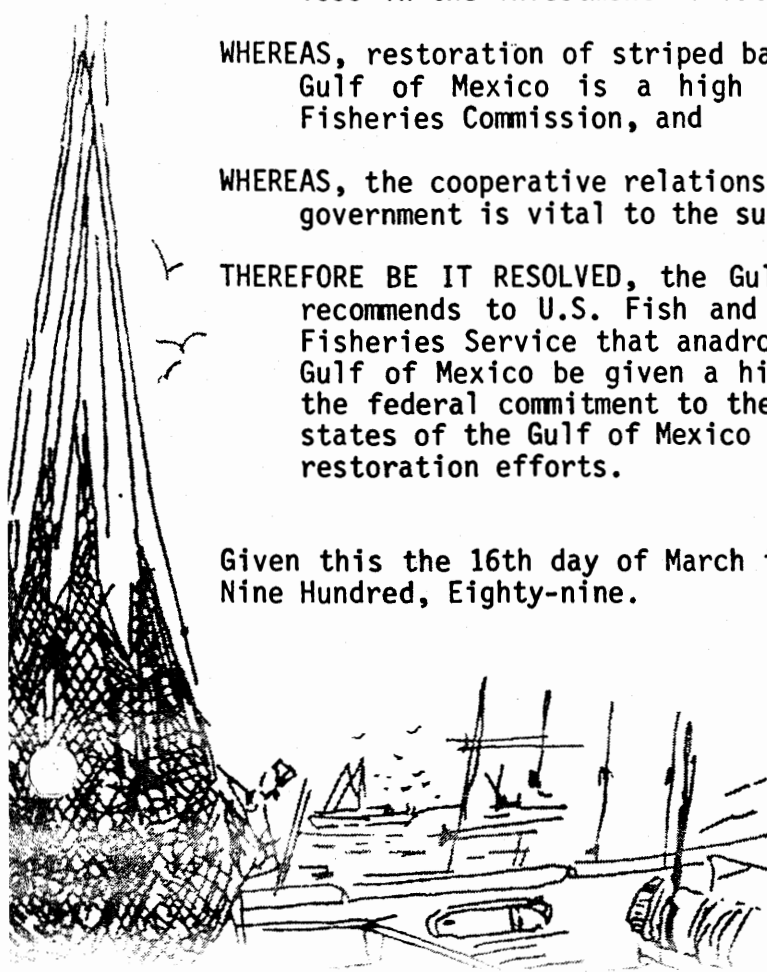 WHEREAS, restoration of striped ba
Gulf of Mexico is a high
Fisheries Commission, and
WHEREAS, the cooperative relations
government is vital to the su
THEREFORE BE IT RESOLVED, the Gul
recommends to U.S. Fish and
Fisheries Service that anadro
Gulf of Mexico be given a hi
the federal commitment to the
states of the Gulf of Mexico
restoration efforts.
Given this the 16th day of March
Nine Hundred, Eighty-nine.